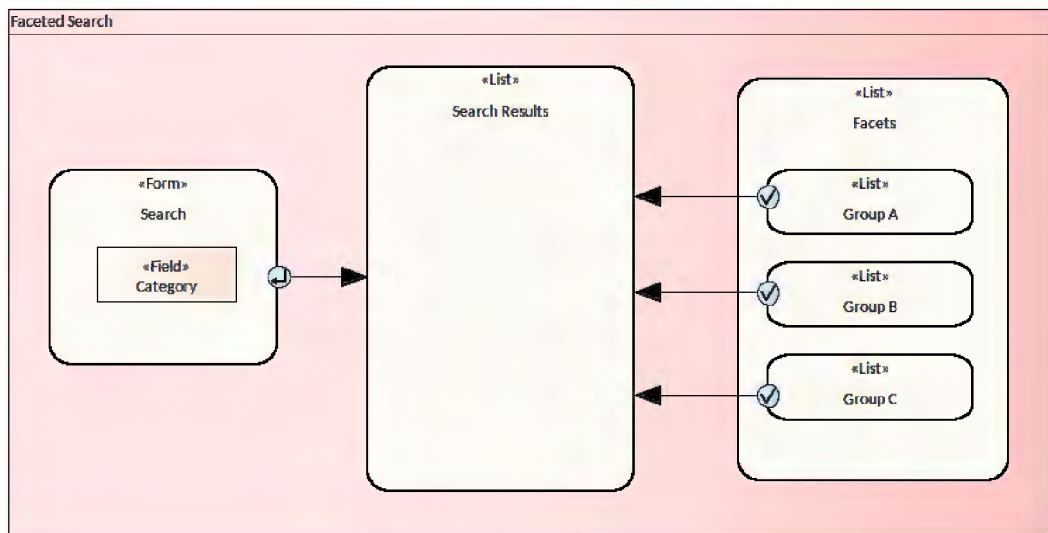 Faceted Search
«Form»
Search
«Field»
Category
«List»
Search Results
«List»
Facets
«List»
Group A
«List»
Group B
«List»
Group C